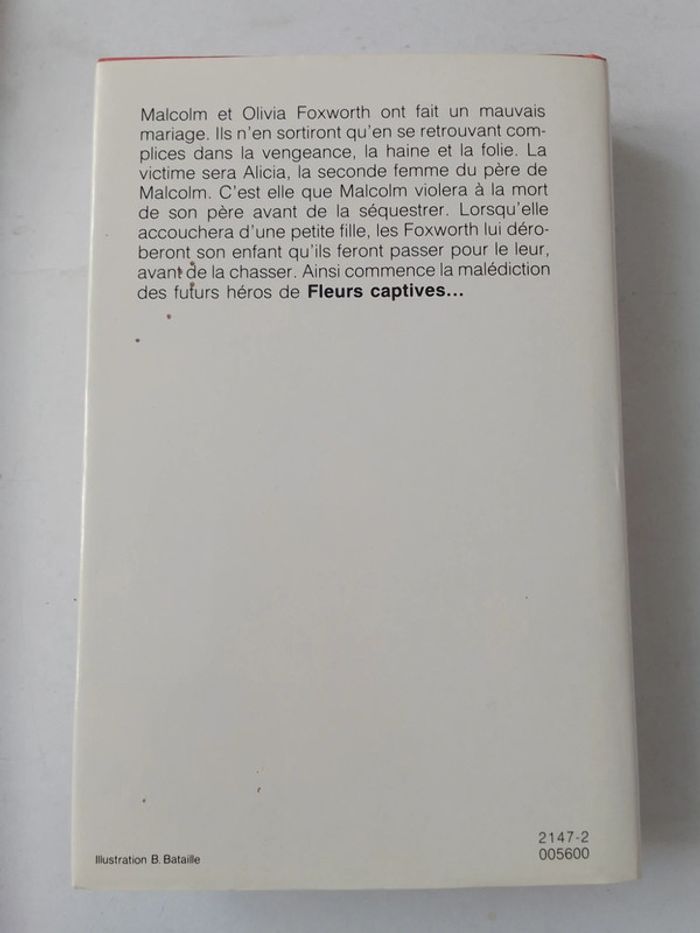 Malcolm et Olivia Foxworth ont fait un mauvais
mariage. Ils n'en sortiront qu'en se retrouvant com-
plices dans la vengeance, la haine et la folie. La
victime sera Alicia, la seconde femme du père de
Malcolm. C'est elle que Malcolm violera à la mort
de son père avant de la séquestrer. Lorsqu'elle
accouchera d'une petite fille, les Foxworth lui déro-
beront son enfant qu'ils feront passer pour le leur,
avant de la chasser. Ainsi commence la malédiction
des futurs héros de Fleurs captives...
2147-2
Illustration B. Bataille
005600